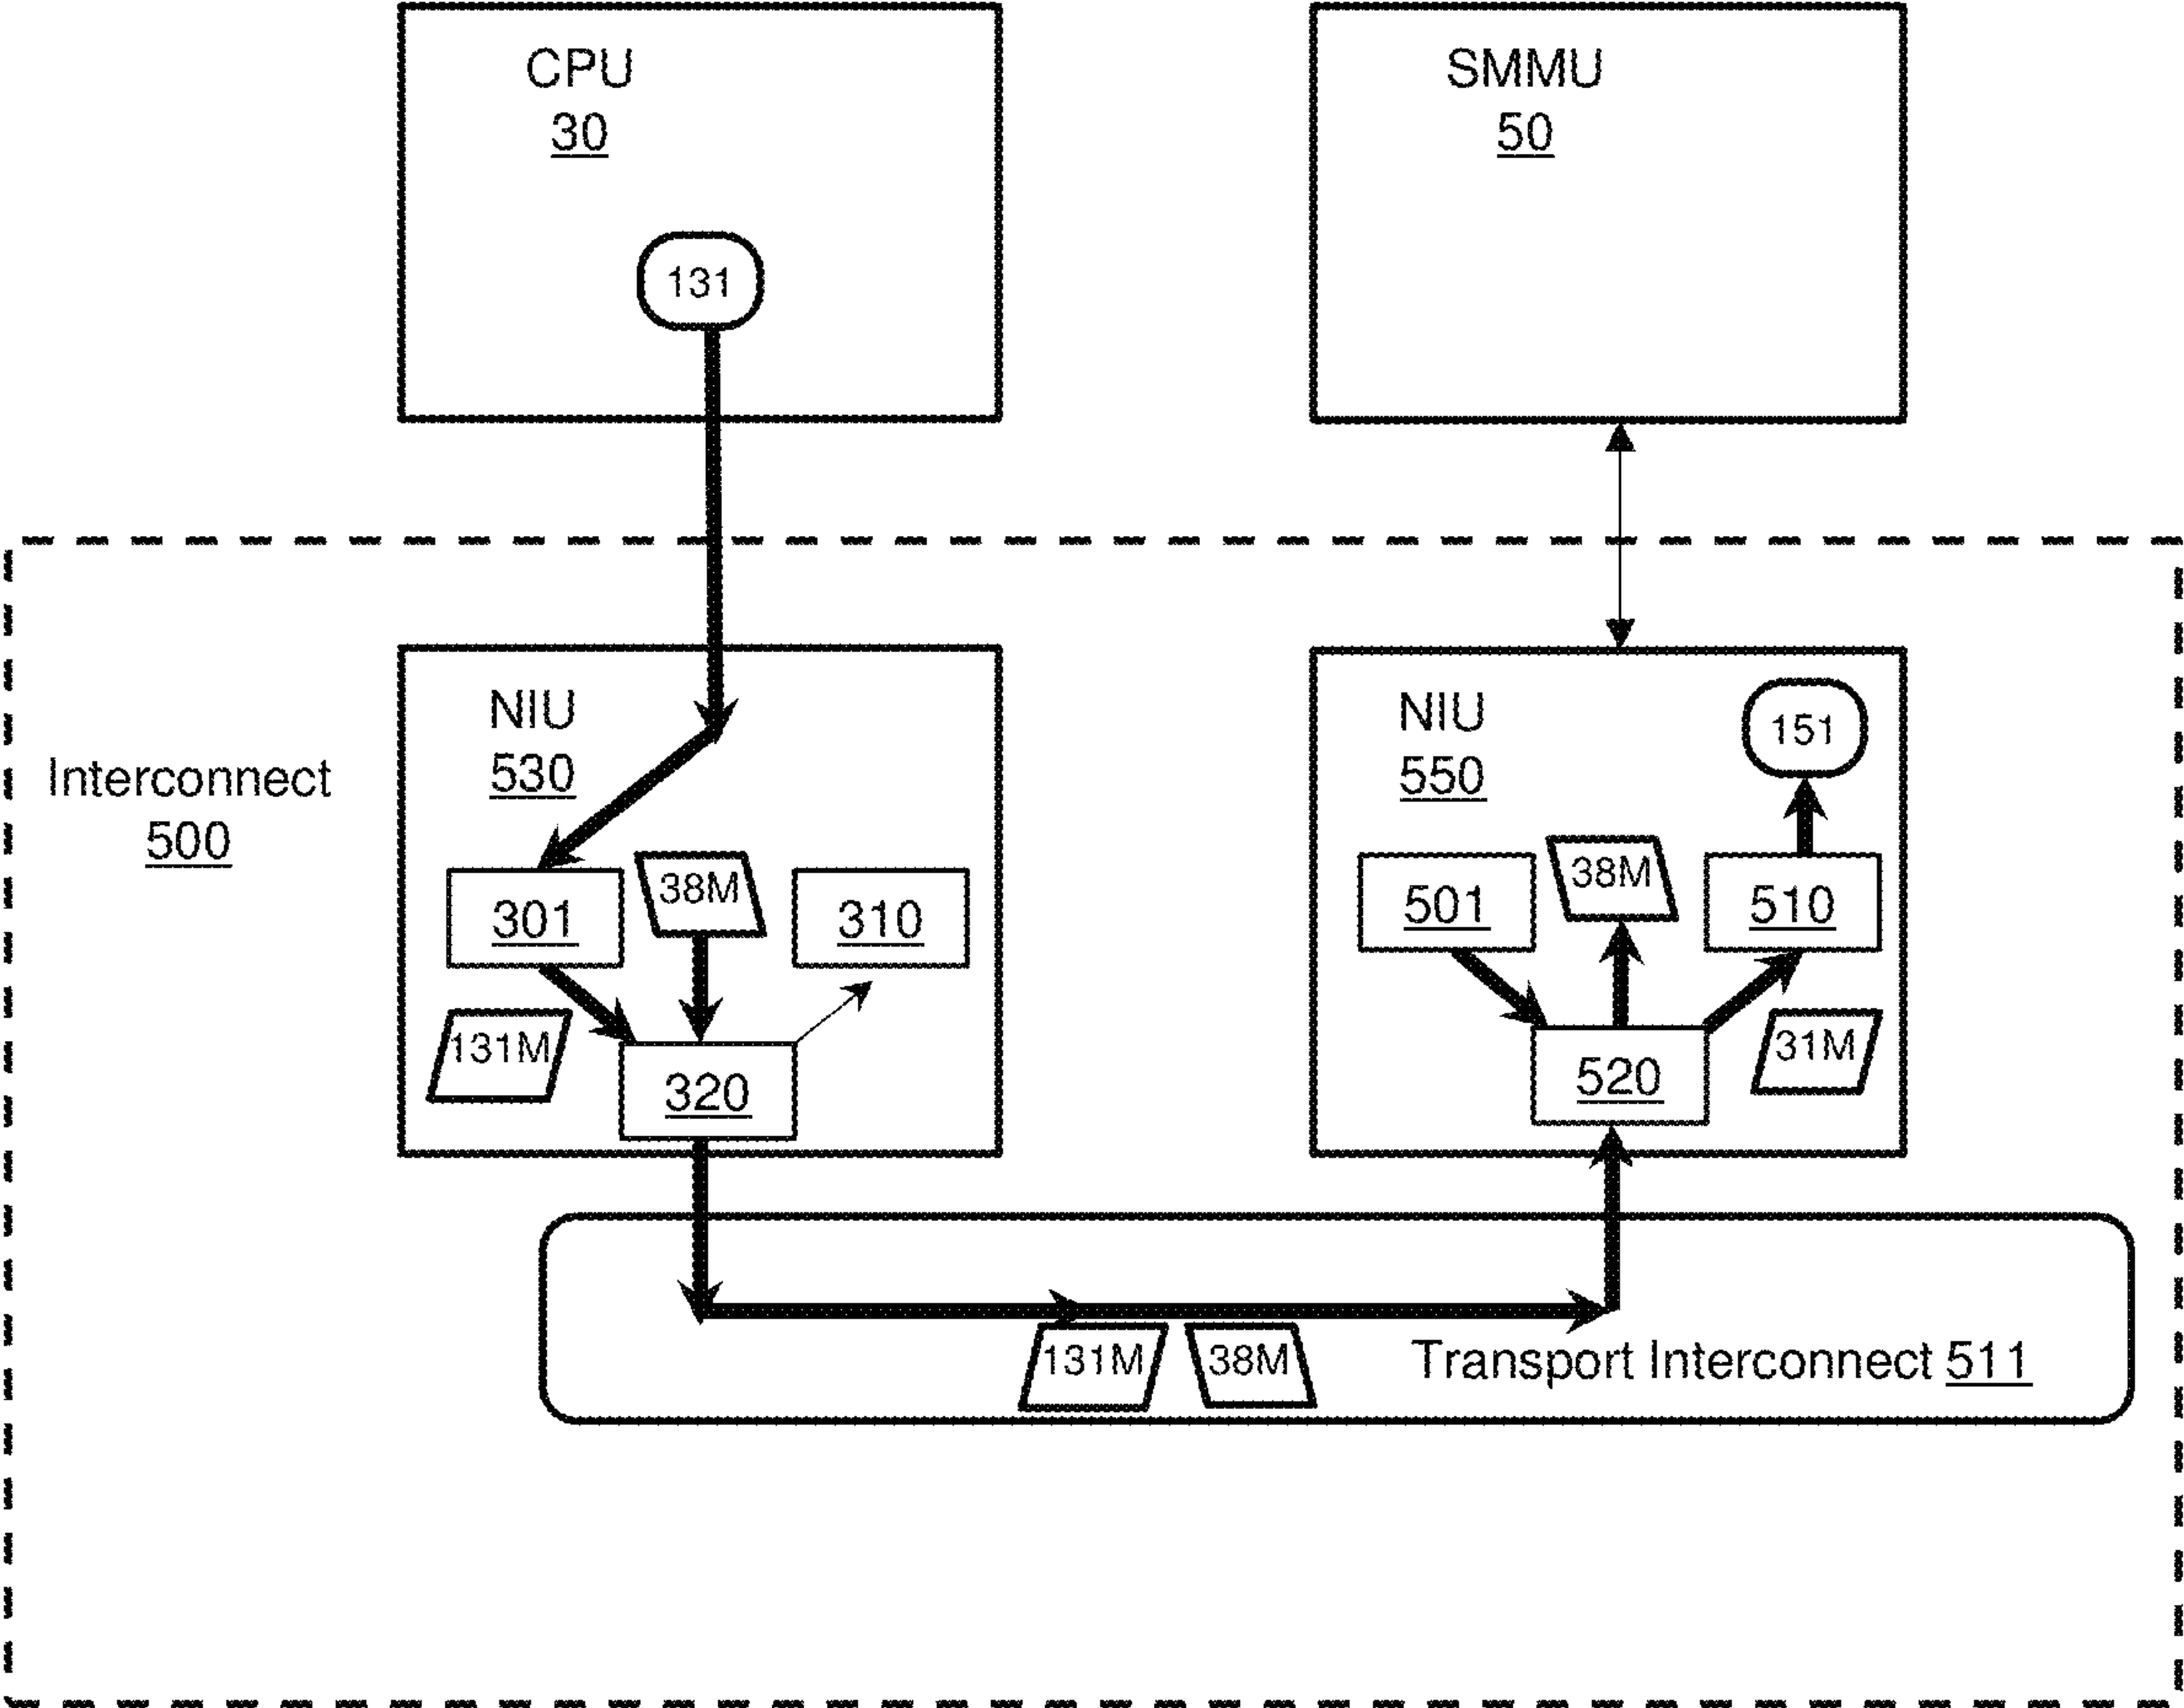 CPU
30
SMMU
50
131
Interconnect
500
NIU
530
301
38M
310
131M
320
NIU
550
151
501
38M
510
520
31M
131M
38M
Transport Interconnect 511